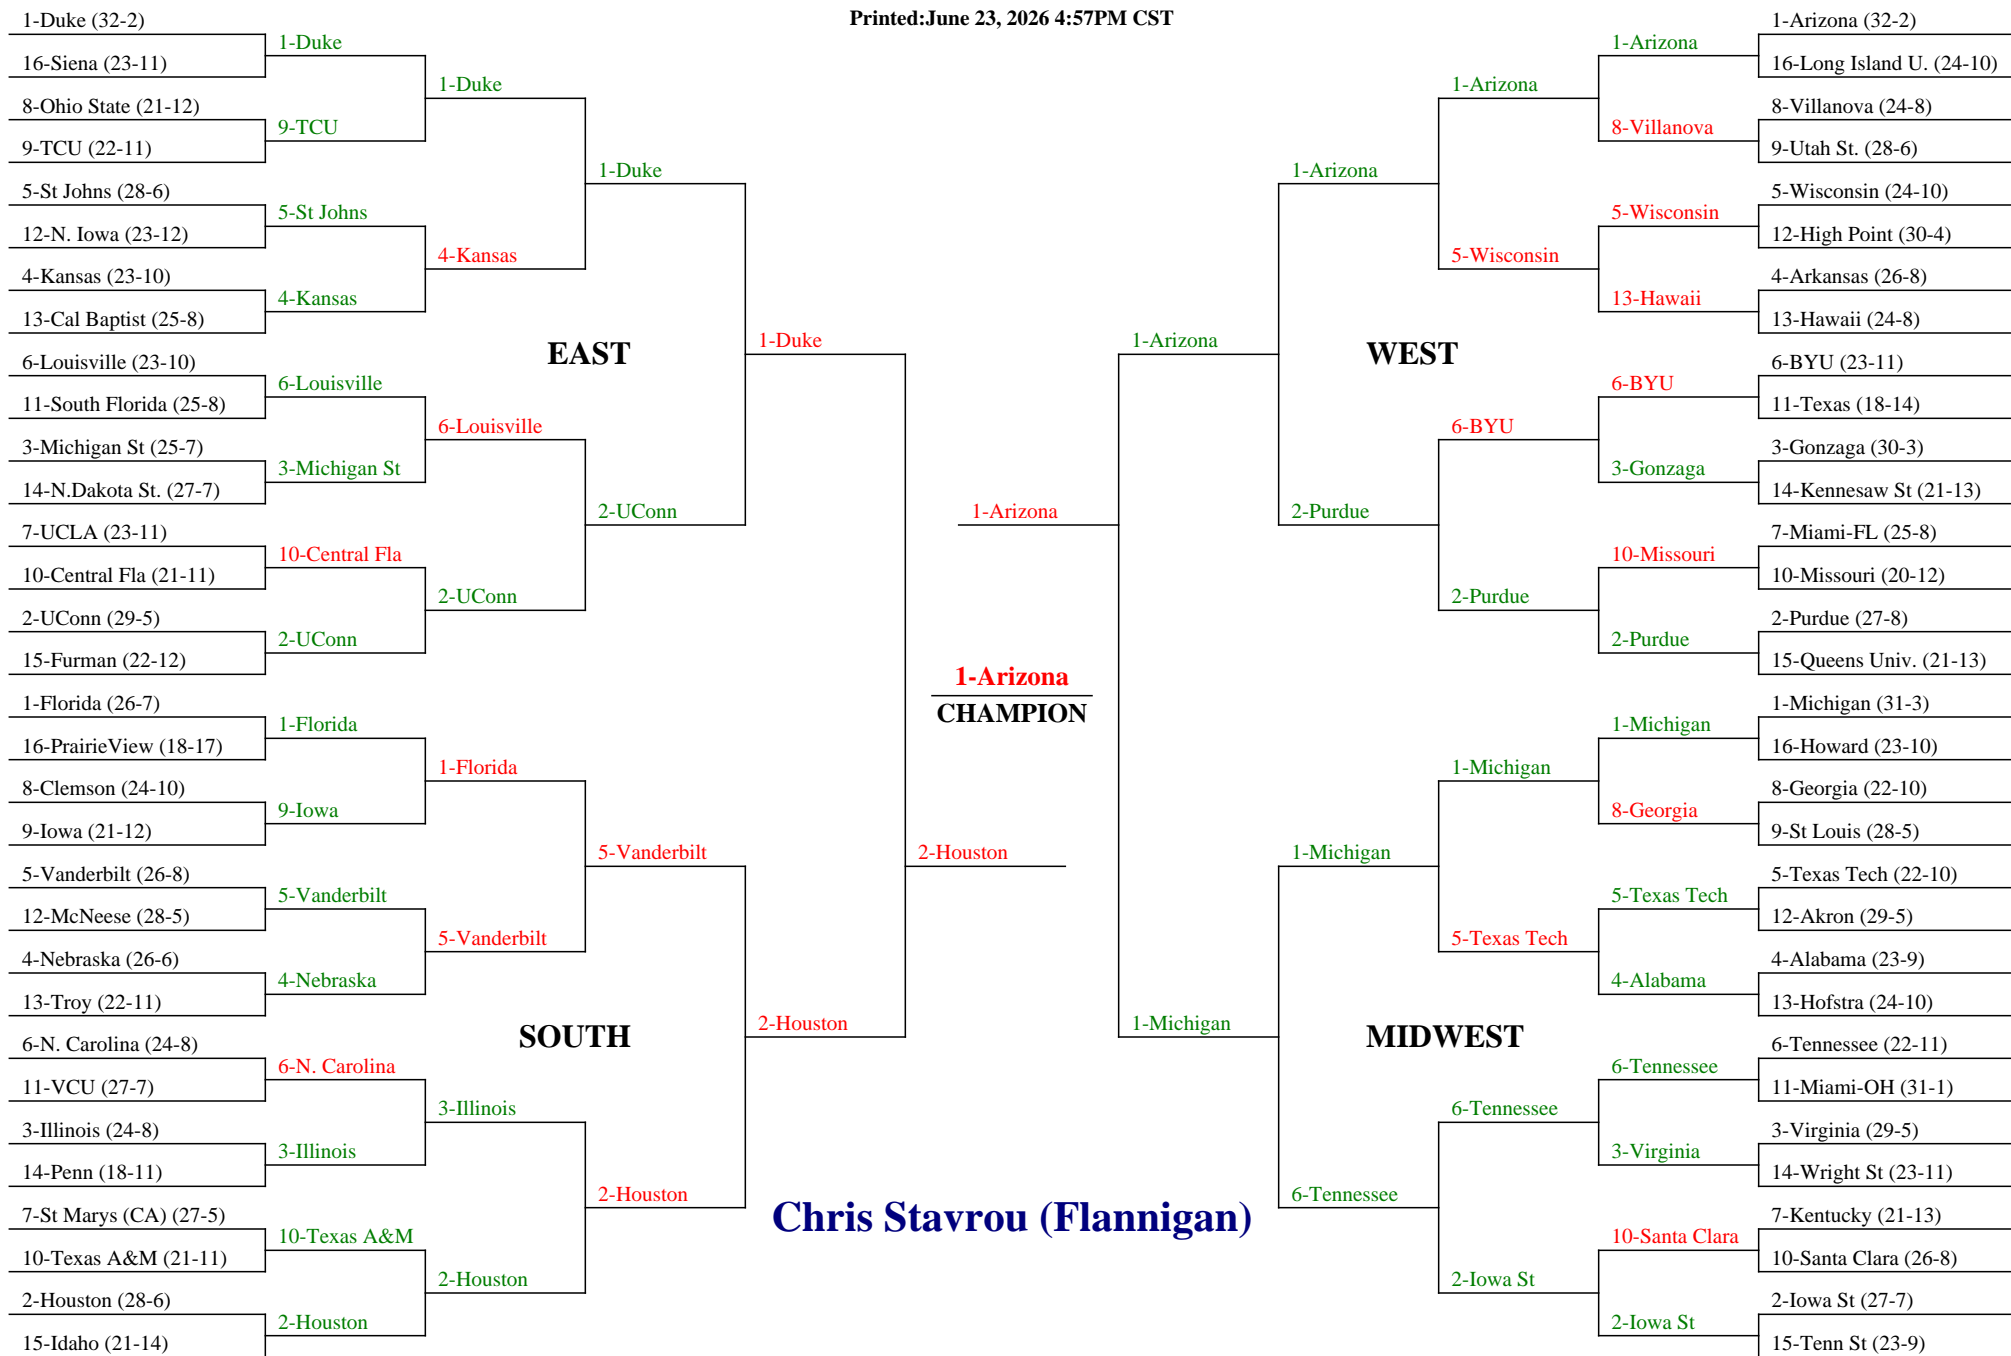 Printed:June 23, 2026 4:57PM CST
1-Duke (32-2)
16-Siena (23-11)
8-Ohio State (21-12)
9-TCU (22-11)
5-St Johns (28-6)
12-N. Iowa (23-12)
4-Kansas (23-10)
13-Cal Baptist (25-8)
6-Louisville (23-10)
11-South Florida (25-8)
3-Michigan St (25-7)
14-N.Dakota St. (27-7)
7-UCLA (23-11)
10-Central Fla (21-11)
2-UConn (29-5)
15-Furman (22-12)
1-Florida (26-7)
16-PrairieView (18-17)
8-Clemson (24-10)
9-Iowa (21-12)
5-Vanderbilt (26-8)
12-McNeese (28-5)
4-Nebraska (26-6)
13-Troy (22-11)
6-N. Carolina (24-8)
11-VCU (27-7)
3-Illinois (24-8)
14-Penn (18-11)
7-St Marys (CA) (27-5)
10-Texas A&M (21-11)
2-Houston (28-6)
15-Idaho (21-14)
1-Duke
9-TCU
5-St Johns
4-Kansas
6-Louisville
3-Michigan St
10-Central Fla
2-UConn
1-Florida
9-Iowa
5-Vanderbilt
4-Nebraska
6-N. Carolina
3-Illinois
10-Texas A&M
2-Houston
1-Duke
4-Kansas
6-Louisville
2-UConn
1-Florida
5-Vanderbilt
3-Illinois
2-Houston
1-Duke
2-UConn
5-Vanderbilt
2-Houston
EAST
SOUTH
1-Duke
2-Houston
1-Arizona
2-Houston
1-Arizona
CHAMPION
Chris Stavrou (Flannigan)
1-Arizona
1-Michigan
WEST
MIDWEST
1-Arizona
2-Purdue
1-Michigan
6-Tennessee
1-Arizona
5-Wisconsin
6-BYU
2-Purdue
1-Michigan
5-Texas Tech
6-Tennessee
2-Iowa St
1-Arizona
8-Villanova
5-Wisconsin
13-Hawaii
6-BYU
3-Gonzaga
10-Missouri
2-Purdue
1-Michigan
8-Georgia
5-Texas Tech
4-Alabama
6-Tennessee
3-Virginia
10-Santa Clara
2-Iowa St
1-Arizona (32-2)
16-Long Island U. (24-10)
8-Villanova (24-8)
9-Utah St. (28-6)
5-Wisconsin (24-10)
12-High Point (30-4)
4-Arkansas (26-8)
13-Hawaii (24-8)
6-BYU (23-11)
11-Texas (18-14)
3-Gonzaga (30-3)
14-Kennesaw St (21-13)
7-Miami-FL (25-8)
10-Missouri (20-12)
2-Purdue (27-8)
15-Queens Univ. (21-13)
1-Michigan (31-3)
16-Howard (23-10)
8-Georgia (22-10)
9-St Louis (28-5)
5-Texas Tech (22-10)
12-Akron (29-5)
4-Alabama (23-9)
13-Hofstra (24-10)
6-Tennessee (22-11)
11-Miami-OH (31-1)
3-Virginia (29-5)
14-Wright St (23-11)
7-Kentucky (21-13)
10-Santa Clara (26-8)
2-Iowa St (27-7)
15-Tenn St (23-9)